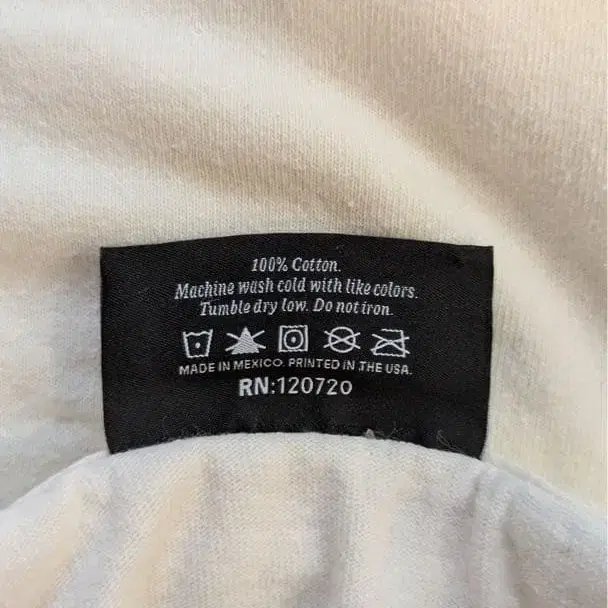 100% Cotton.
Machine wash cold with like colors.
Tumble dry low. Do not iron.
MADE IN MEXICO. PRINTED IN THE USA.
RN:120720